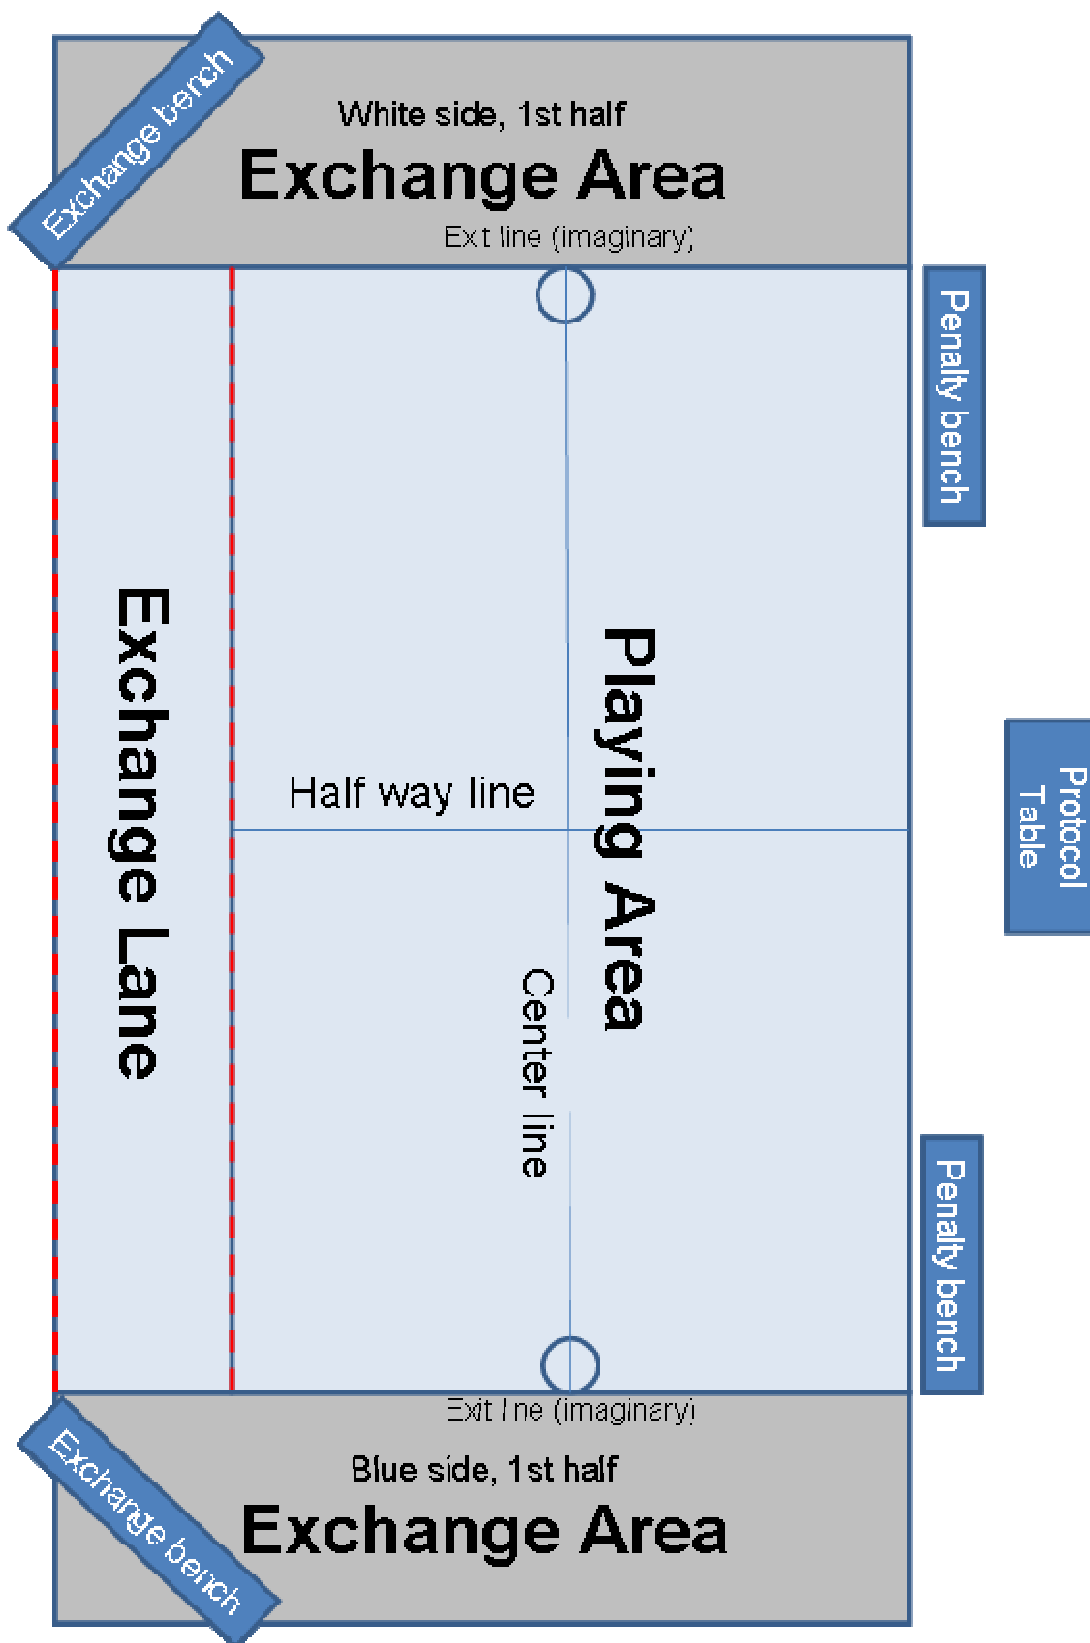 Exchange bench
White side, 1st half
Exchange Area
Exit line (imaginary)
Penalty bench
Exchange Lane
Playing Area
Half way line
Protocol
Table
Center line
Penalty bench
Exit line (imaginary)
Blue side, 1st half
Exchange Area
Exchange bench